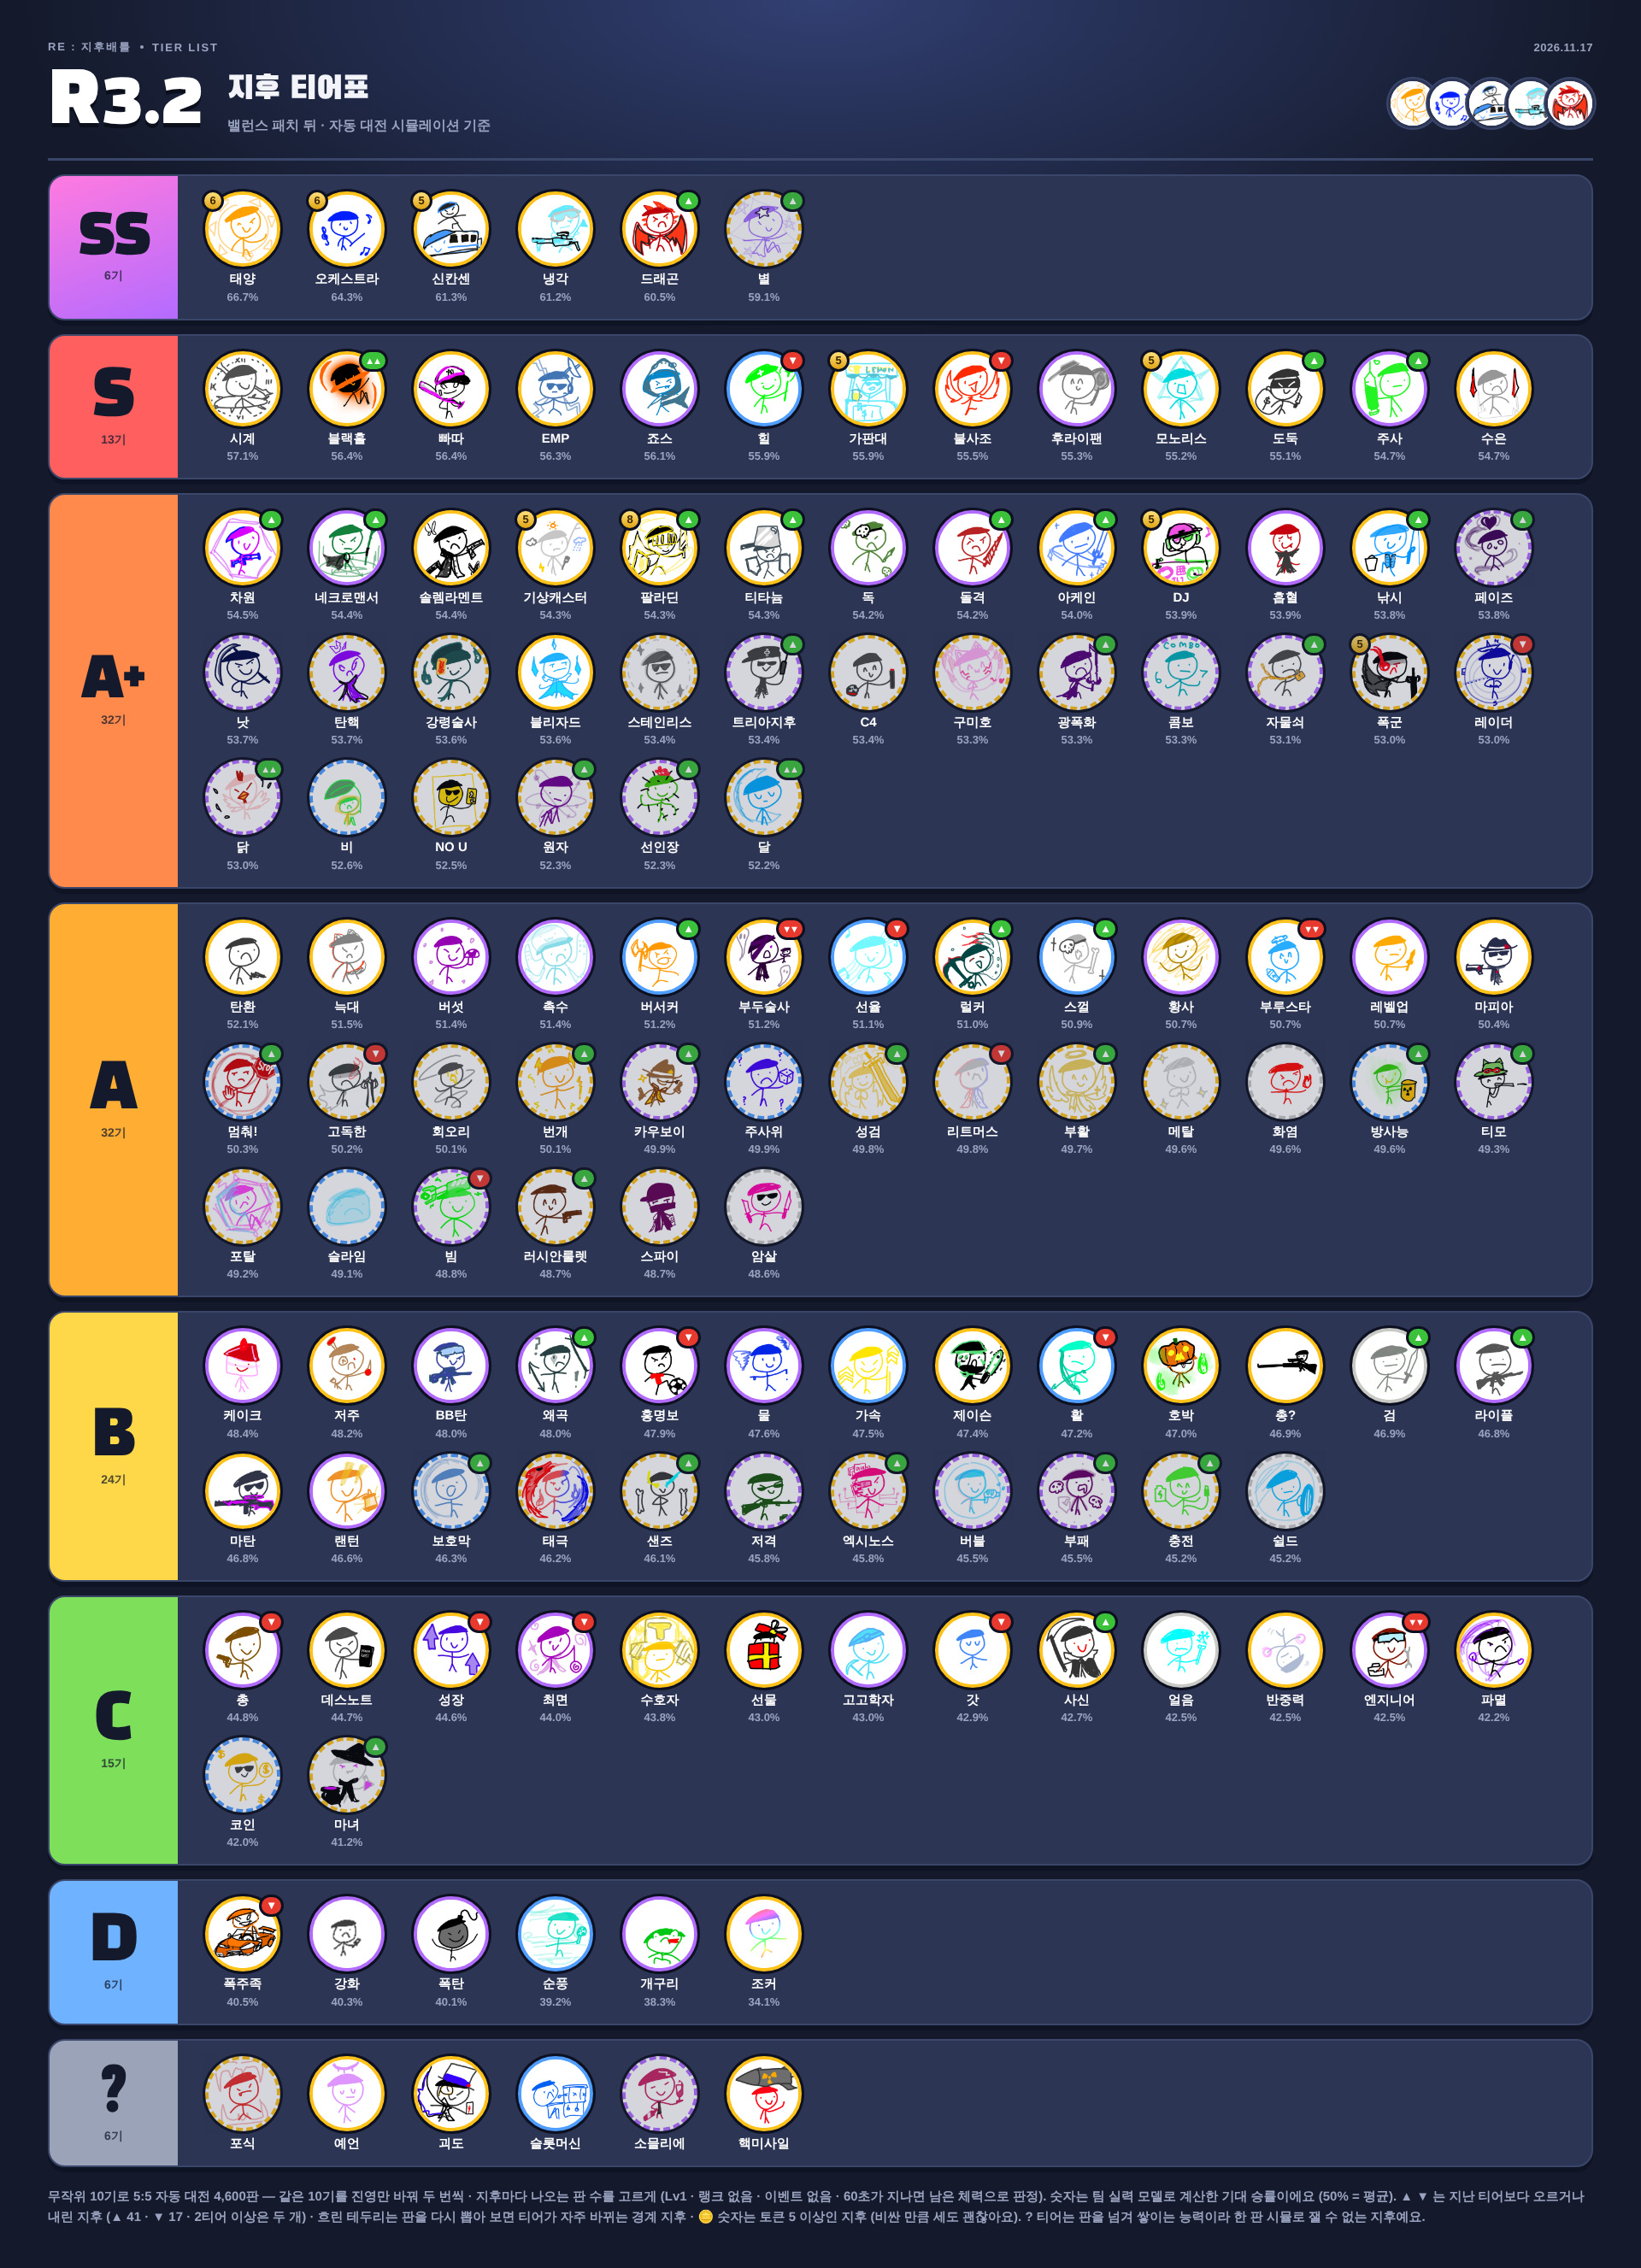 RE : 지후배틀 • TIER LIST
2026.11.17
R3.2 지후 티어표
밸런스 패치 뒤 · 자동 대전 시뮬레이션 기준
SS
6기
6 6 5 ▲ ▲
태양 오케스트라 신칸센 냉각 드래곤 별
66.7% 64.3% 61.3% 61.2% 60.5% 59.1%
S
13기
▲▲ ▼ 5 ▼ 5 ▲ ▲
시계 블랙홀 빠따 EMP 죠스 힐 가판대 불사조 후라이팬 모노리스 도둑 주사 수은
57.1% 56.4% 56.4% 56.3% 56.1% 55.9% 55.9% 55.5% 55.3% 55.2% 55.1% 54.7% 54.7%
A+
32기
▲ ▲ 5 8 ▲ ▲ ▲ ▲ 5 ▲ ▲
차원 네크로맨서 솔렘라멘트 기상캐스터 팔라딘 티타늄 독 돌격 아케인 DJ 흡혈 낚시 페이즈
54.5% 54.4% 54.4% 54.3% 54.3% 54.3% 54.2% 54.2% 54.0% 53.9% 53.9% 53.8% 53.8%
▲ ▲ COMBO ▲ 5 ▼
낫 탄핵 강령술사 블리자드 스테인리스 트리아지후 C4 구미호 광폭화 콤보 자물쇠 폭군 레이더
53.7% 53.7% 53.6% 53.6% 53.4% 53.4% 53.4% 53.3% 53.3% 53.3% 53.1% 53.0% 53.0%
▲▲ ▲ ▲ ▲▲
닭 비 NO U 원자 선인장 달
53.0% 52.6% 52.5% 52.3% 52.3% 52.2%
A
32기
▲ ▼▼ ▼ ▲ ▲ ▼▼
탄환 늑대 버섯 촉수 버서커 부두술사 선율 럴커 스껄 황사 부루스타 레벨업 마피아
52.1% 51.5% 51.4% 51.4% 51.2% 51.2% 51.1% 51.0% 50.9% 50.7% 50.7% 50.7% 50.4%
STOP ▲ ▼ ▲ ▲ ▲ ▼ ▲ ▲ ▲
멈춰! 고독한 회오리 번개 카우보이 주사위 성검 리트머스 부활 메탈 화염 방사능 티모
50.3% 50.2% 50.1% 50.1% 49.9% 49.9% 49.8% 49.8% 49.7% 49.6% 49.6% 49.6% 49.3%
▼ ▲
포탈 슬라임 빔 러시안룰렛 스파이 암살
49.2% 49.1% 48.8% 48.7% 48.7% 48.6%
B
24기
▲ ▼ ▼ ▲ ▲
케이크 저주 BB탄 왜곡 홍명보 물 가속 제이슨 활 호박 총? 검 라이플
48.4% 48.2% 48.0% 48.0% 47.9% 47.6% 47.5% 47.4% 47.2% 47.0% 46.9% 46.9% 46.8%
▲ ▲ ▲ ▲ ▲
마탄 랜턴 보호막 태극 샌즈 저격 엑시노스 버블 부패 충전 쉴드
46.8% 46.6% 46.3% 46.2% 46.1% 45.8% 45.8% 45.5% 45.5% 45.2% 45.2%
C
15기
▼ ▼ ▼ ▼ ▲ ▼▼
총 데스노트 성장 최면 수호자 선물 고고학자 갓 사신 얼음 반중력 엔지니어 파멸
44.8% 44.7% 44.6% 44.0% 43.8% 43.0% 43.0% 42.9% 42.7% 42.5% 42.5% 42.5% 42.2%
▲
코인 마녀
42.0% 41.2%
D
6기
▼
폭주족 강화 폭탄 순풍 개구리 조커
40.5% 40.3% 40.1% 39.2% 38.3% 34.1%
?
6기
포식 예언 괴도 슬롯머신 소믈리에 핵미사일
무작위 10기로 5:5 자동 대전 4,600판 — 같은 10기를 진영만 바꿔 두 번씩 · 지후마다 나오는 판 수를 고르게 (Lv1 · 랭크 없음 · 이벤트 없음 · 60초가 지나면 남은 체력으로 판정). 숫자는 팀 실력 모델로 계산한 기대 승률이에요 (50% = 평균). ▲ ▼ 는 지난 티어보다 오르거나
내린 지후 (▲ 41 · ▼ 17 · 2티어 이상은 두 개) · 흐린 테두리는 판을 다시 뽑아 보면 티어가 자주 바뀌는 경계 지후 · 🪙 숫자는 토큰 5 이상인 지후 (비싼 만큼 세도 괜찮아요). ? 티어는 판을 넘겨 쌓이는 능력이라 한 판 시뮬로 잴 수 없는 지후예요.